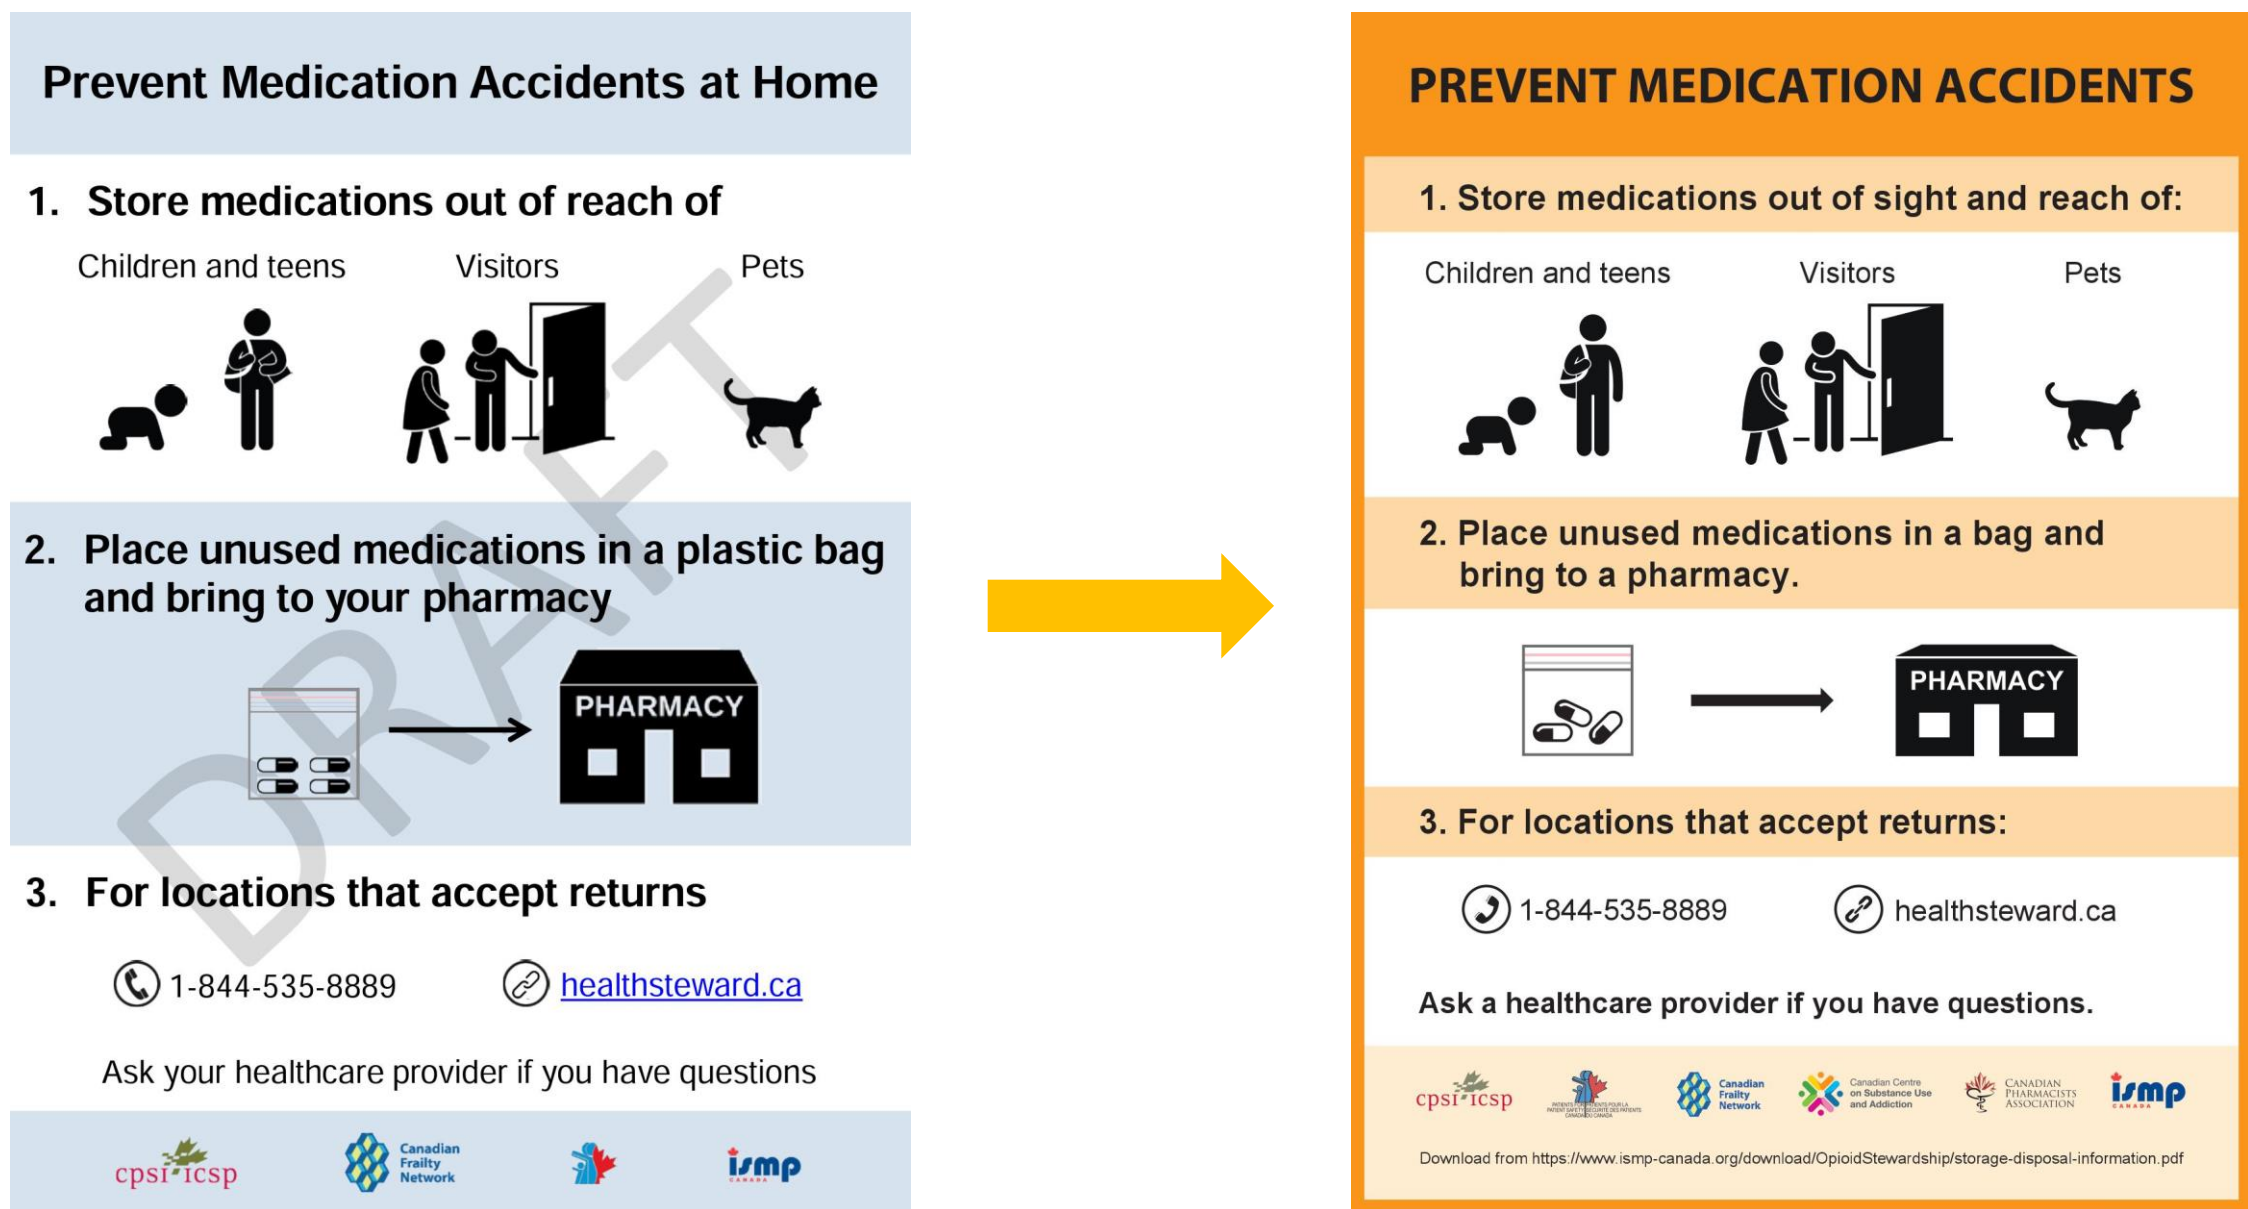 Prevent Medication Accidents at Home
1. Store medications out of reach of
Children and teens Visitors Pets
2. Place unused medications in a plastic bag
and bring to your pharmacy
PHARMACY
3. For locations that accept returns
1-844-535-8889 healthsteward.ca
Ask your healthcare provider if you have questions
cpsi icsp
Canadian
Frailty
Network
ismp
CANADA
DRAFT
PREVENT MEDICATION ACCIDENTS
1. Store medications out of sight and reach of:
Children and teens Visitors Pets
2. Place unused medications in a bag and
bring to a pharmacy.
PHARMACY
3. For locations that accept returns:
1-844-535-8889 healthsteward.ca
Ask a healthcare provider if you have questions.
cpsi icsp
Canadian
Frailty
Network
Canadian Centre
on Substance Use
and Addiction
CANADIAN
PHARMACISTS
ASSOCIATION
ismp
CANADA
Download from https://www.ismp-canada.org/download/OpioidStewardship/storage-disposal-information.pdf